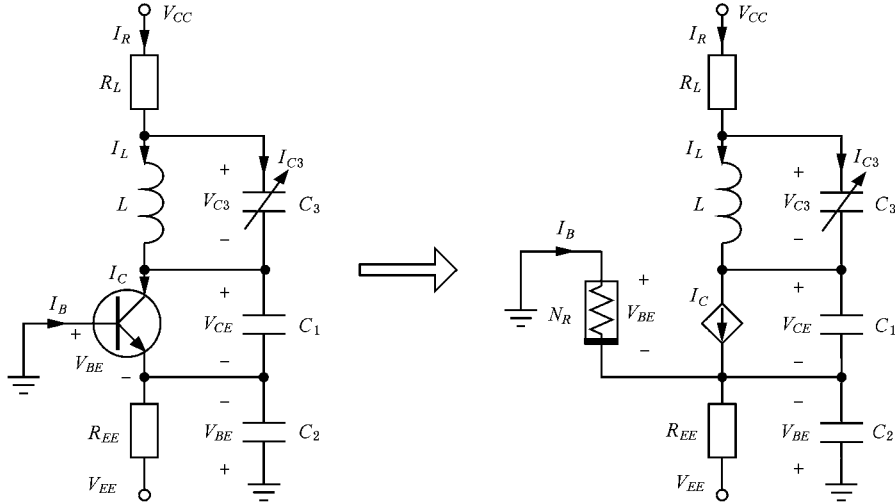 V_CC
I_R
R_L
I_L
I_C3
+
L
V_C3
C_3
−
I_C
I_B
+
V_BE
−
+
V_CE
C_1
−
R_EE
−
V_BE
C_2
+
V_EE
V_CC
I_R
R_L
I_L
I_C3
+
L
V_C3
C_3
−
I_B
N_R
+
V_BE
−
I_C
+
V_CE
C_1
−
R_EE
−
V_BE
C_2
+
V_EE